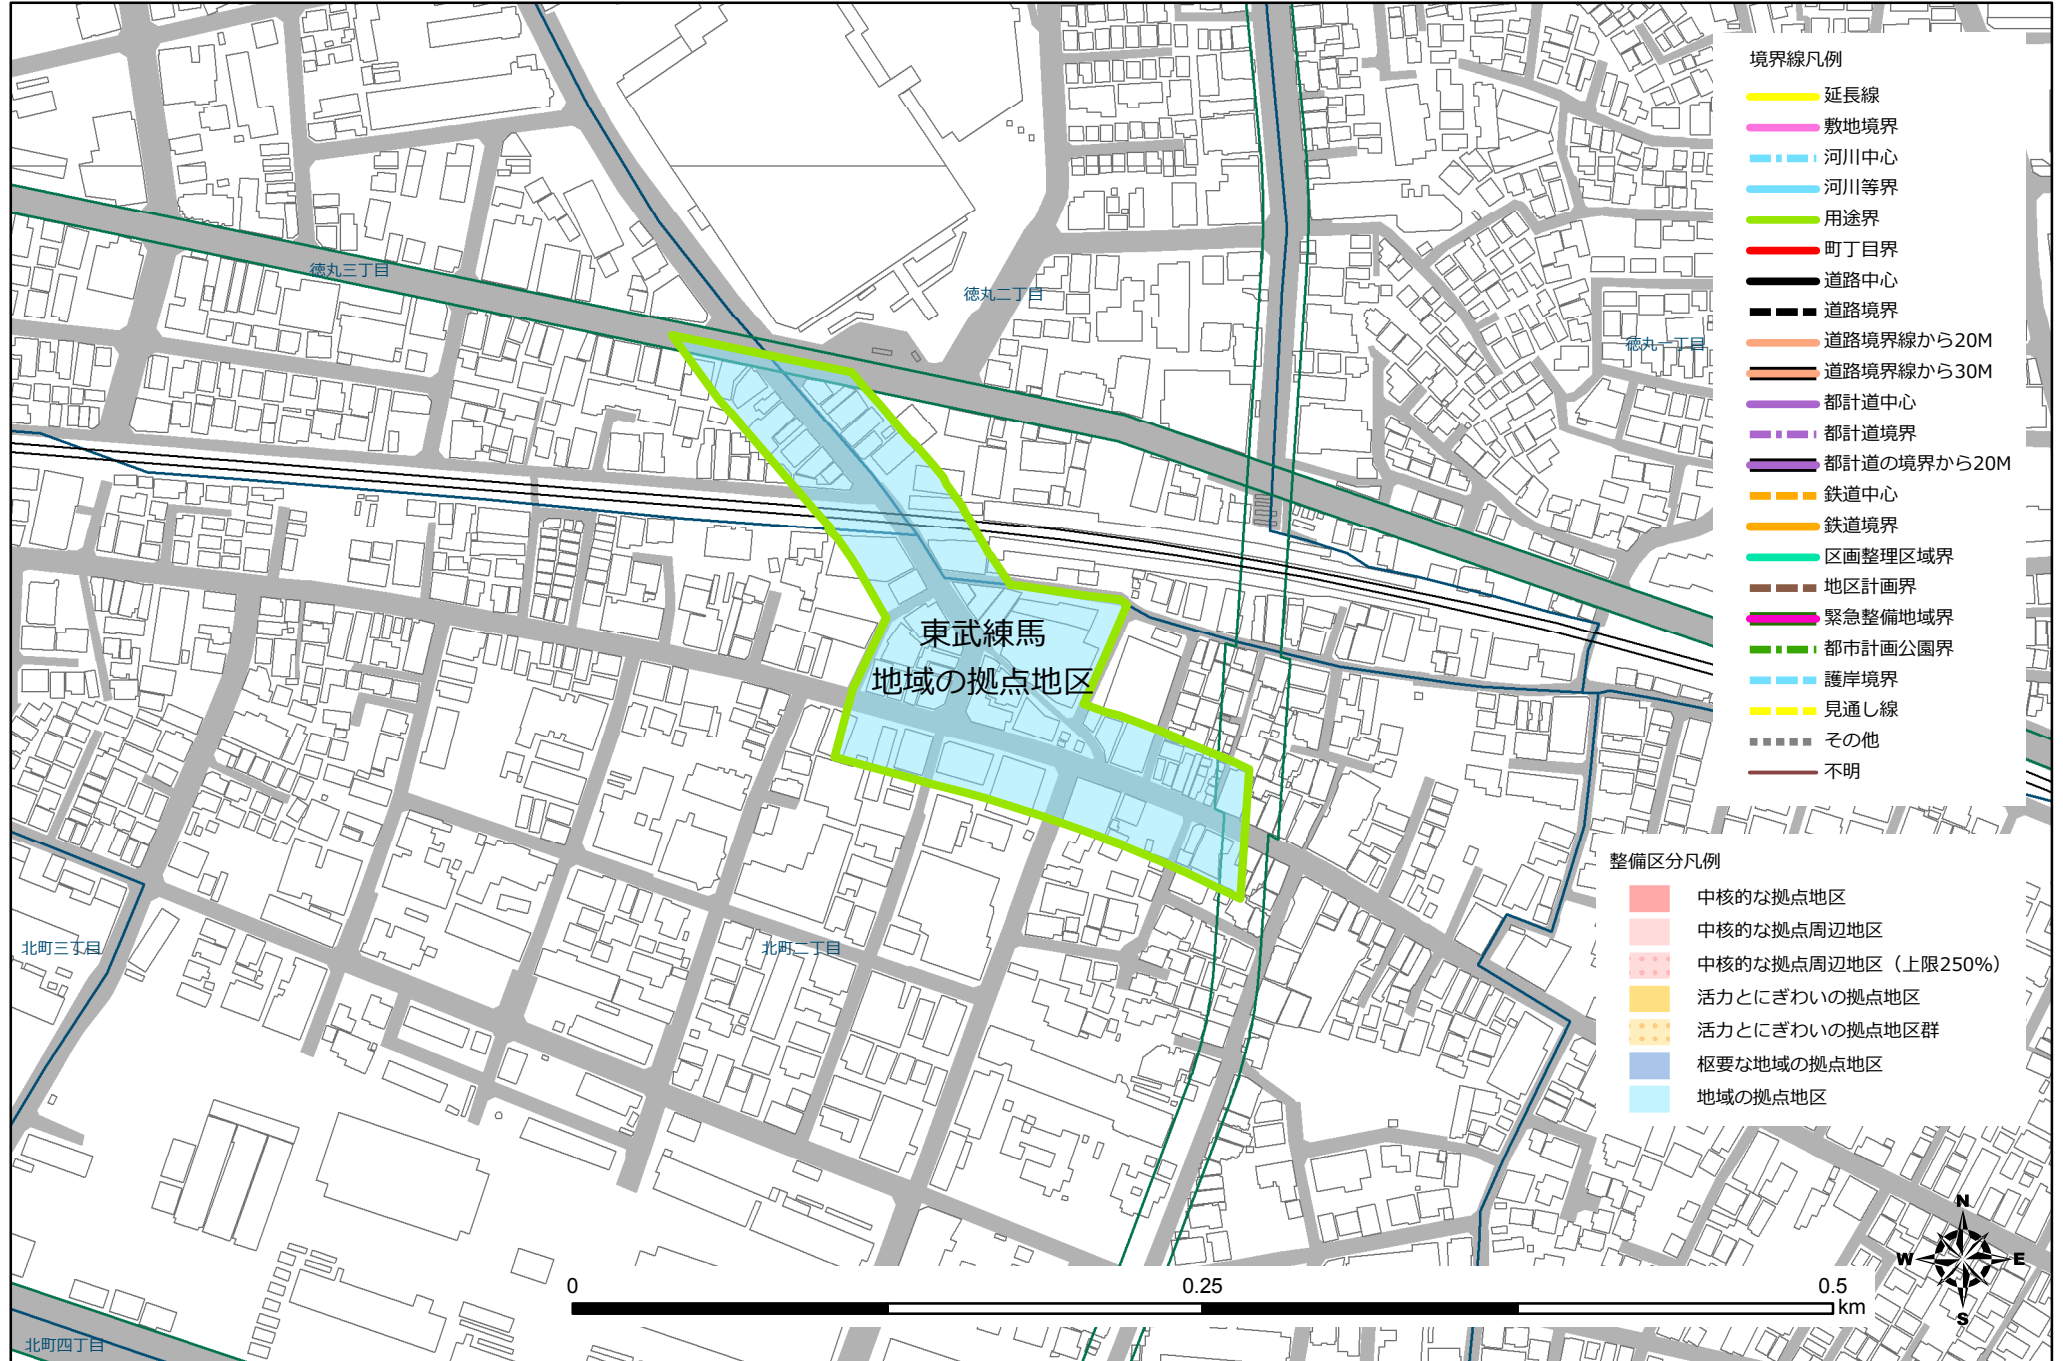 境界線凡例
延長線
敷地境界
河川中心
河川等界
用途界
町丁目界
道路中心
道路境界
道路境界線から20M
道路境界線から30M
都計道中心
都計道境界
都計道の境界から20M
鉄道中心
鉄道境界
区画整理区域界
地区計画界
緊急整備地域界
都市計画公園界
護岸境界
見通し線
その他
不明
徳丸三丁目
徳丸二丁目
徳丸一丁目
東武練馬
地域の拠点地区
整備区分凡例
中核的な拠点地区
中核的な拠点周辺地区
中核的な拠点周辺地区（上限250%）
活力とにぎわいの拠点地区
活力とにぎわいの拠点地区群
枢要な地域の拠点地区
地域の拠点地区
北町三丁目
北町二丁目
北町四丁目
N
W
E
S
0
0.25
0.5
km